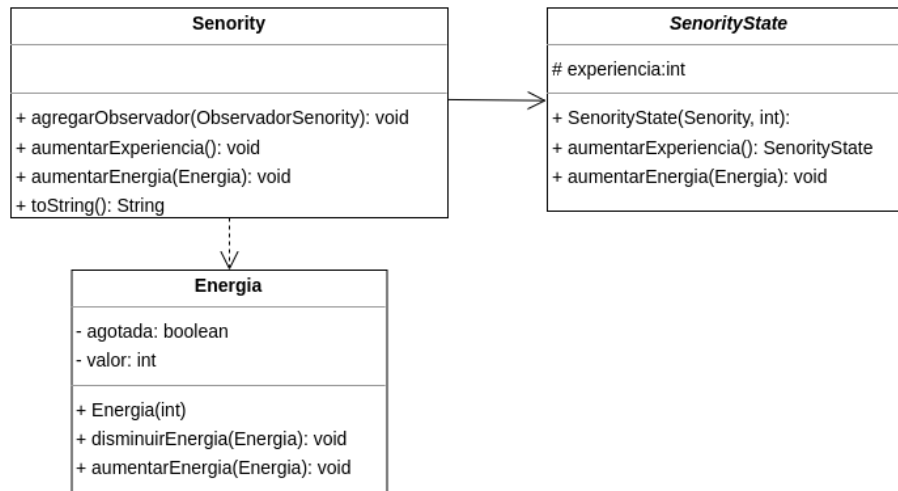 Senority
+ agregarObservador(ObservadorSenority): void
+ aumentarExperiencia(): void
+ aumentarEnergia(Energia): void
+ toString(): String
SenorityState
# experiencia:int
+ SenorityState(Senority, int):
+ aumentarExperiencia(): SenorityState
+ aumentarEnergia(Energia): void
Energia
- agotada: boolean
- valor: int
+ Energia(int)
+ disminuirEnergia(Energia): void
+ aumentarEnergia(Energia): void